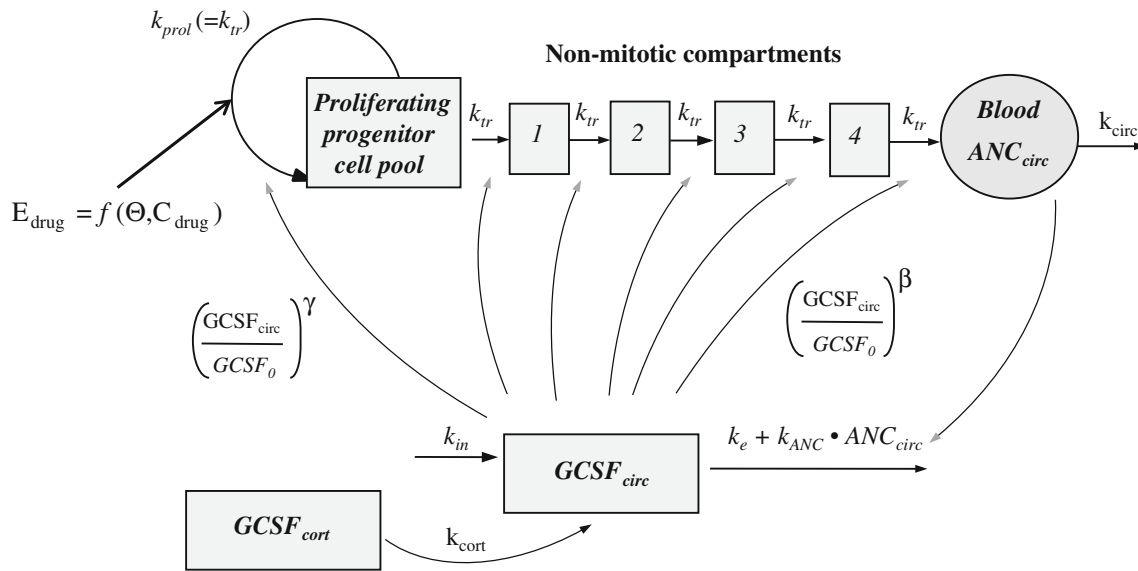 k_prol (=k_tr)
Non-mitotic compartments
Proliferating
progenitor
cell pool
k_tr
1
k_tr
2
k_tr
3
k_tr
4
k_tr
Blood
ANC_circ
k_circ
E_drug = f(Θ,C_drug)
(GCSF_circ / GCSF_0)^γ
(GCSF_circ / GCSF_0)^β
k_in
GCSF_circ
k_e + k_ANC • ANC_circ
GCSF_cort
k_cort